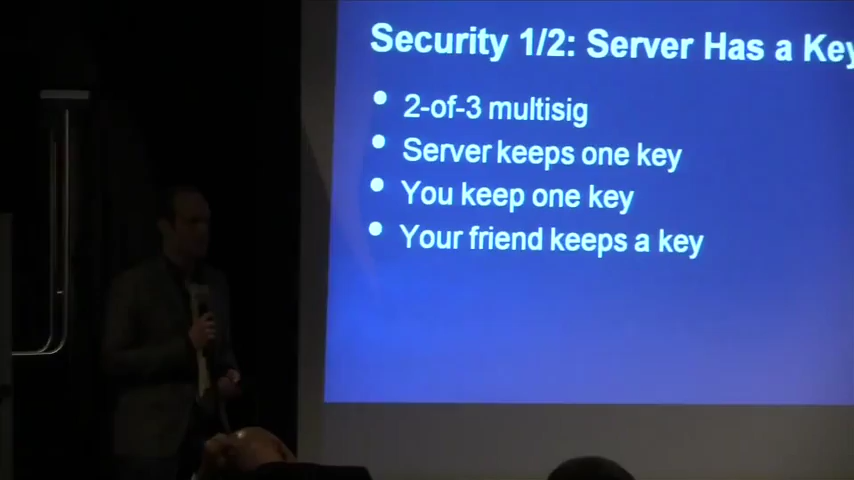 Security 1/2: Server Has a Key
2-of-3 multisig
Server keeps one key
You keep one key
Your friend keeps a key